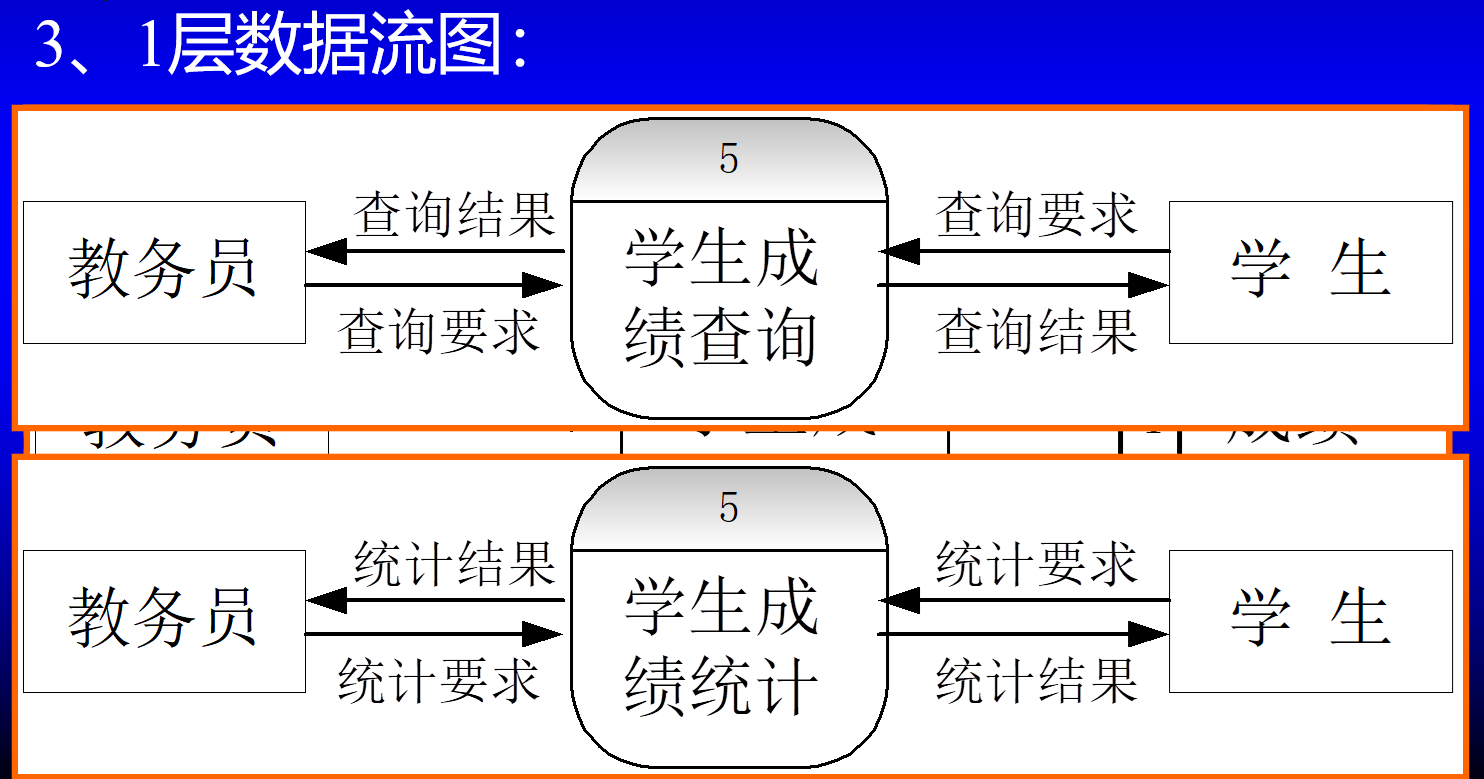 3、1层数据流图：
5
查询结果
查询要求
教务员
学生成
绩查询
学 生
查询要求
查询结果
5
统计结果
统计要求
教务员
学生成
绩统计
学 生
统计要求
统计结果